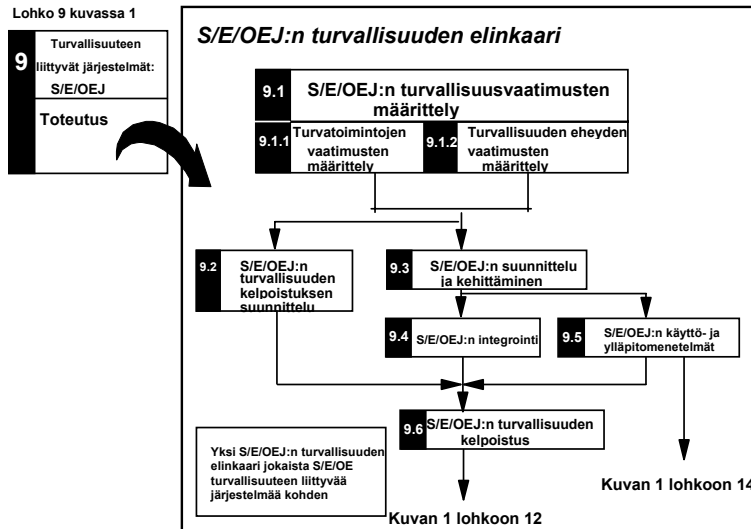 Lohko 9 kuvassa 1
9
Turvallisuuteen
liittyvät järjestelmät:
S/E/OEJ
Toteutus
S/E/OEJ:n turvallisuuden elinkaari
9.1
S/E/OEJ:n turvallisuusvaatimusten
määrittely
9.1.1
Turvatoimintojen
vaatimusten
määrittely
9.1.2
Turvallisuuden eheyden
vaatimusten
määrittely
9.2
S/E/OEJ:n
turvallisuuden
kelpoistuksen
suunnittelu
9.3
S/E/OEJ:n suunnittelu
ja kehittäminen
9.4
S/E/OEJ:n integrointi
9.5
S/E/OEJ:n käyttö- ja
ylläpitomenetelmät
9.6
S/E/OEJ:n turvallisuuden
kelpoistus
Yksi S/E/OEJ:n turvallisuuden
elinkaari jokaista S/E/OE
turvallisuuteen liittyvää
järjestelmää kohden
Kuvan 1 lohkoon 14
Kuvan 1 lohkoon 12